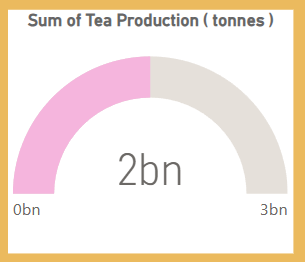 Sum of Tea Production ( tonnes )
2bn
0bn 3bn